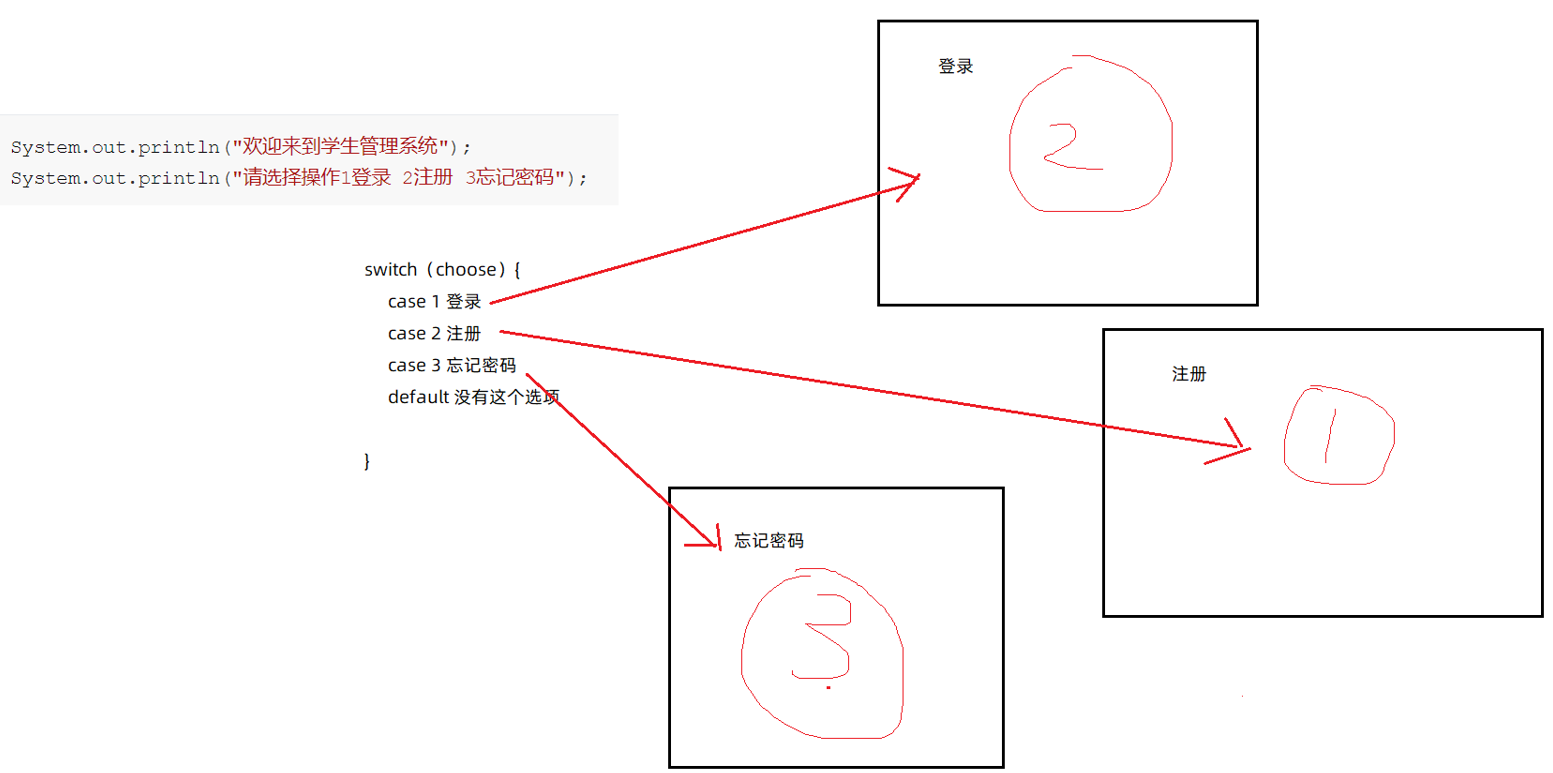 System.out.println("欢迎来到学生管理系统");
System.out.println("请选择操作1登录 2注册 3忘记密码");
switch（choose）{
case 1 登录
case 2 注册
case 3 忘记密码
default 没有这个选项
}
登录
2
注册
1
忘记密码
3